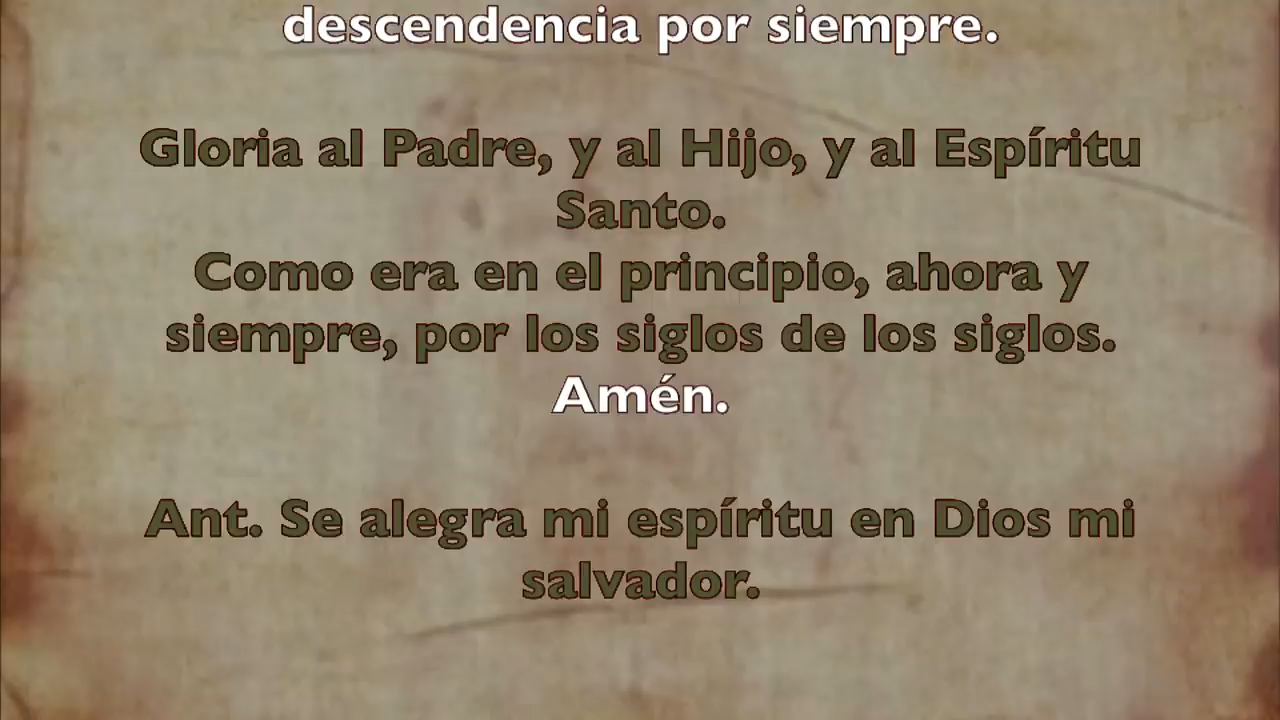 descendencia por siempre.
Gloria al Padre, y al Hijo, y al Espíritu
Santo.
Como era en el principio, ahora y
siempre, por los siglos de los siglos.
Amén.
Ant. Se alegra mi espíritu en Dios mi
salvador.